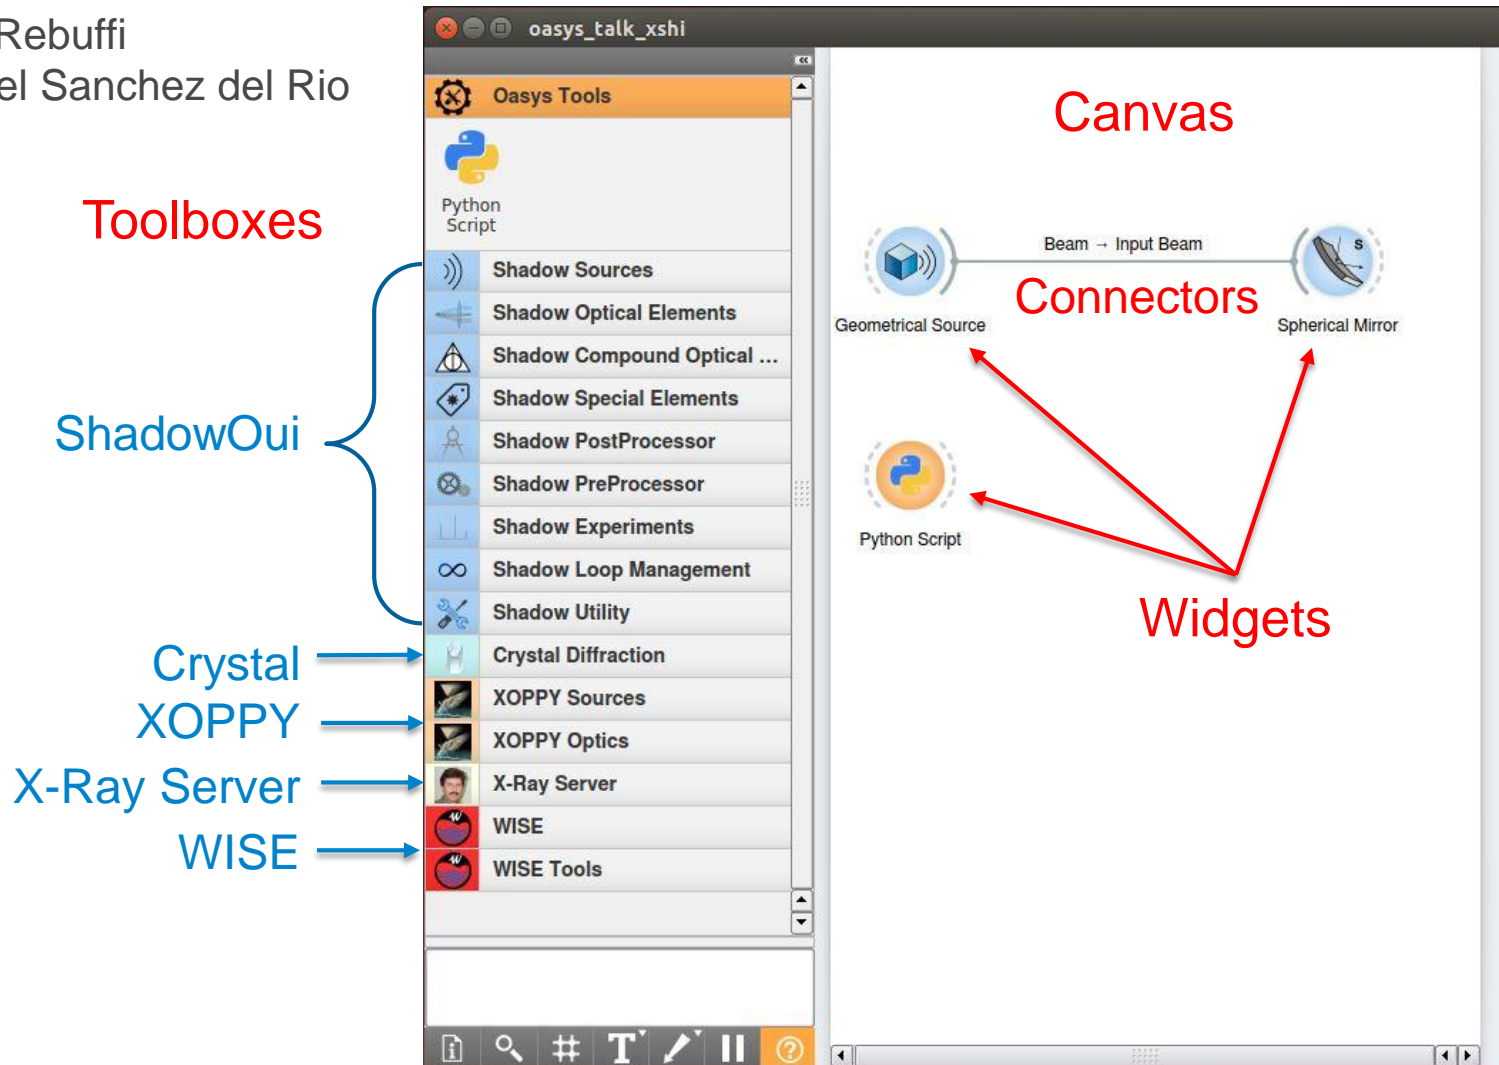 Rebuffi
el Sanchez del Rio
oasys_talk_xshi
Oasys Tools
Python
Script
Toolboxes
ShadowOui
Shadow Sources
Shadow Optical Elements
Shadow Compound Optical ...
Shadow Special Elements
Shadow PostProcessor
Shadow PreProcessor
Shadow Experiments
Shadow Loop Management
Shadow Utility
Crystal
Crystal Diffraction
XOPPY
XOPPY Sources
XOPPY Optics
X-Ray Server
X-Ray Server
WISE
WISE
WISE Tools
Canvas
Beam → Input Beam
S
Connectors
Geometrical Source
Spherical Mirror
Python Script
Widgets